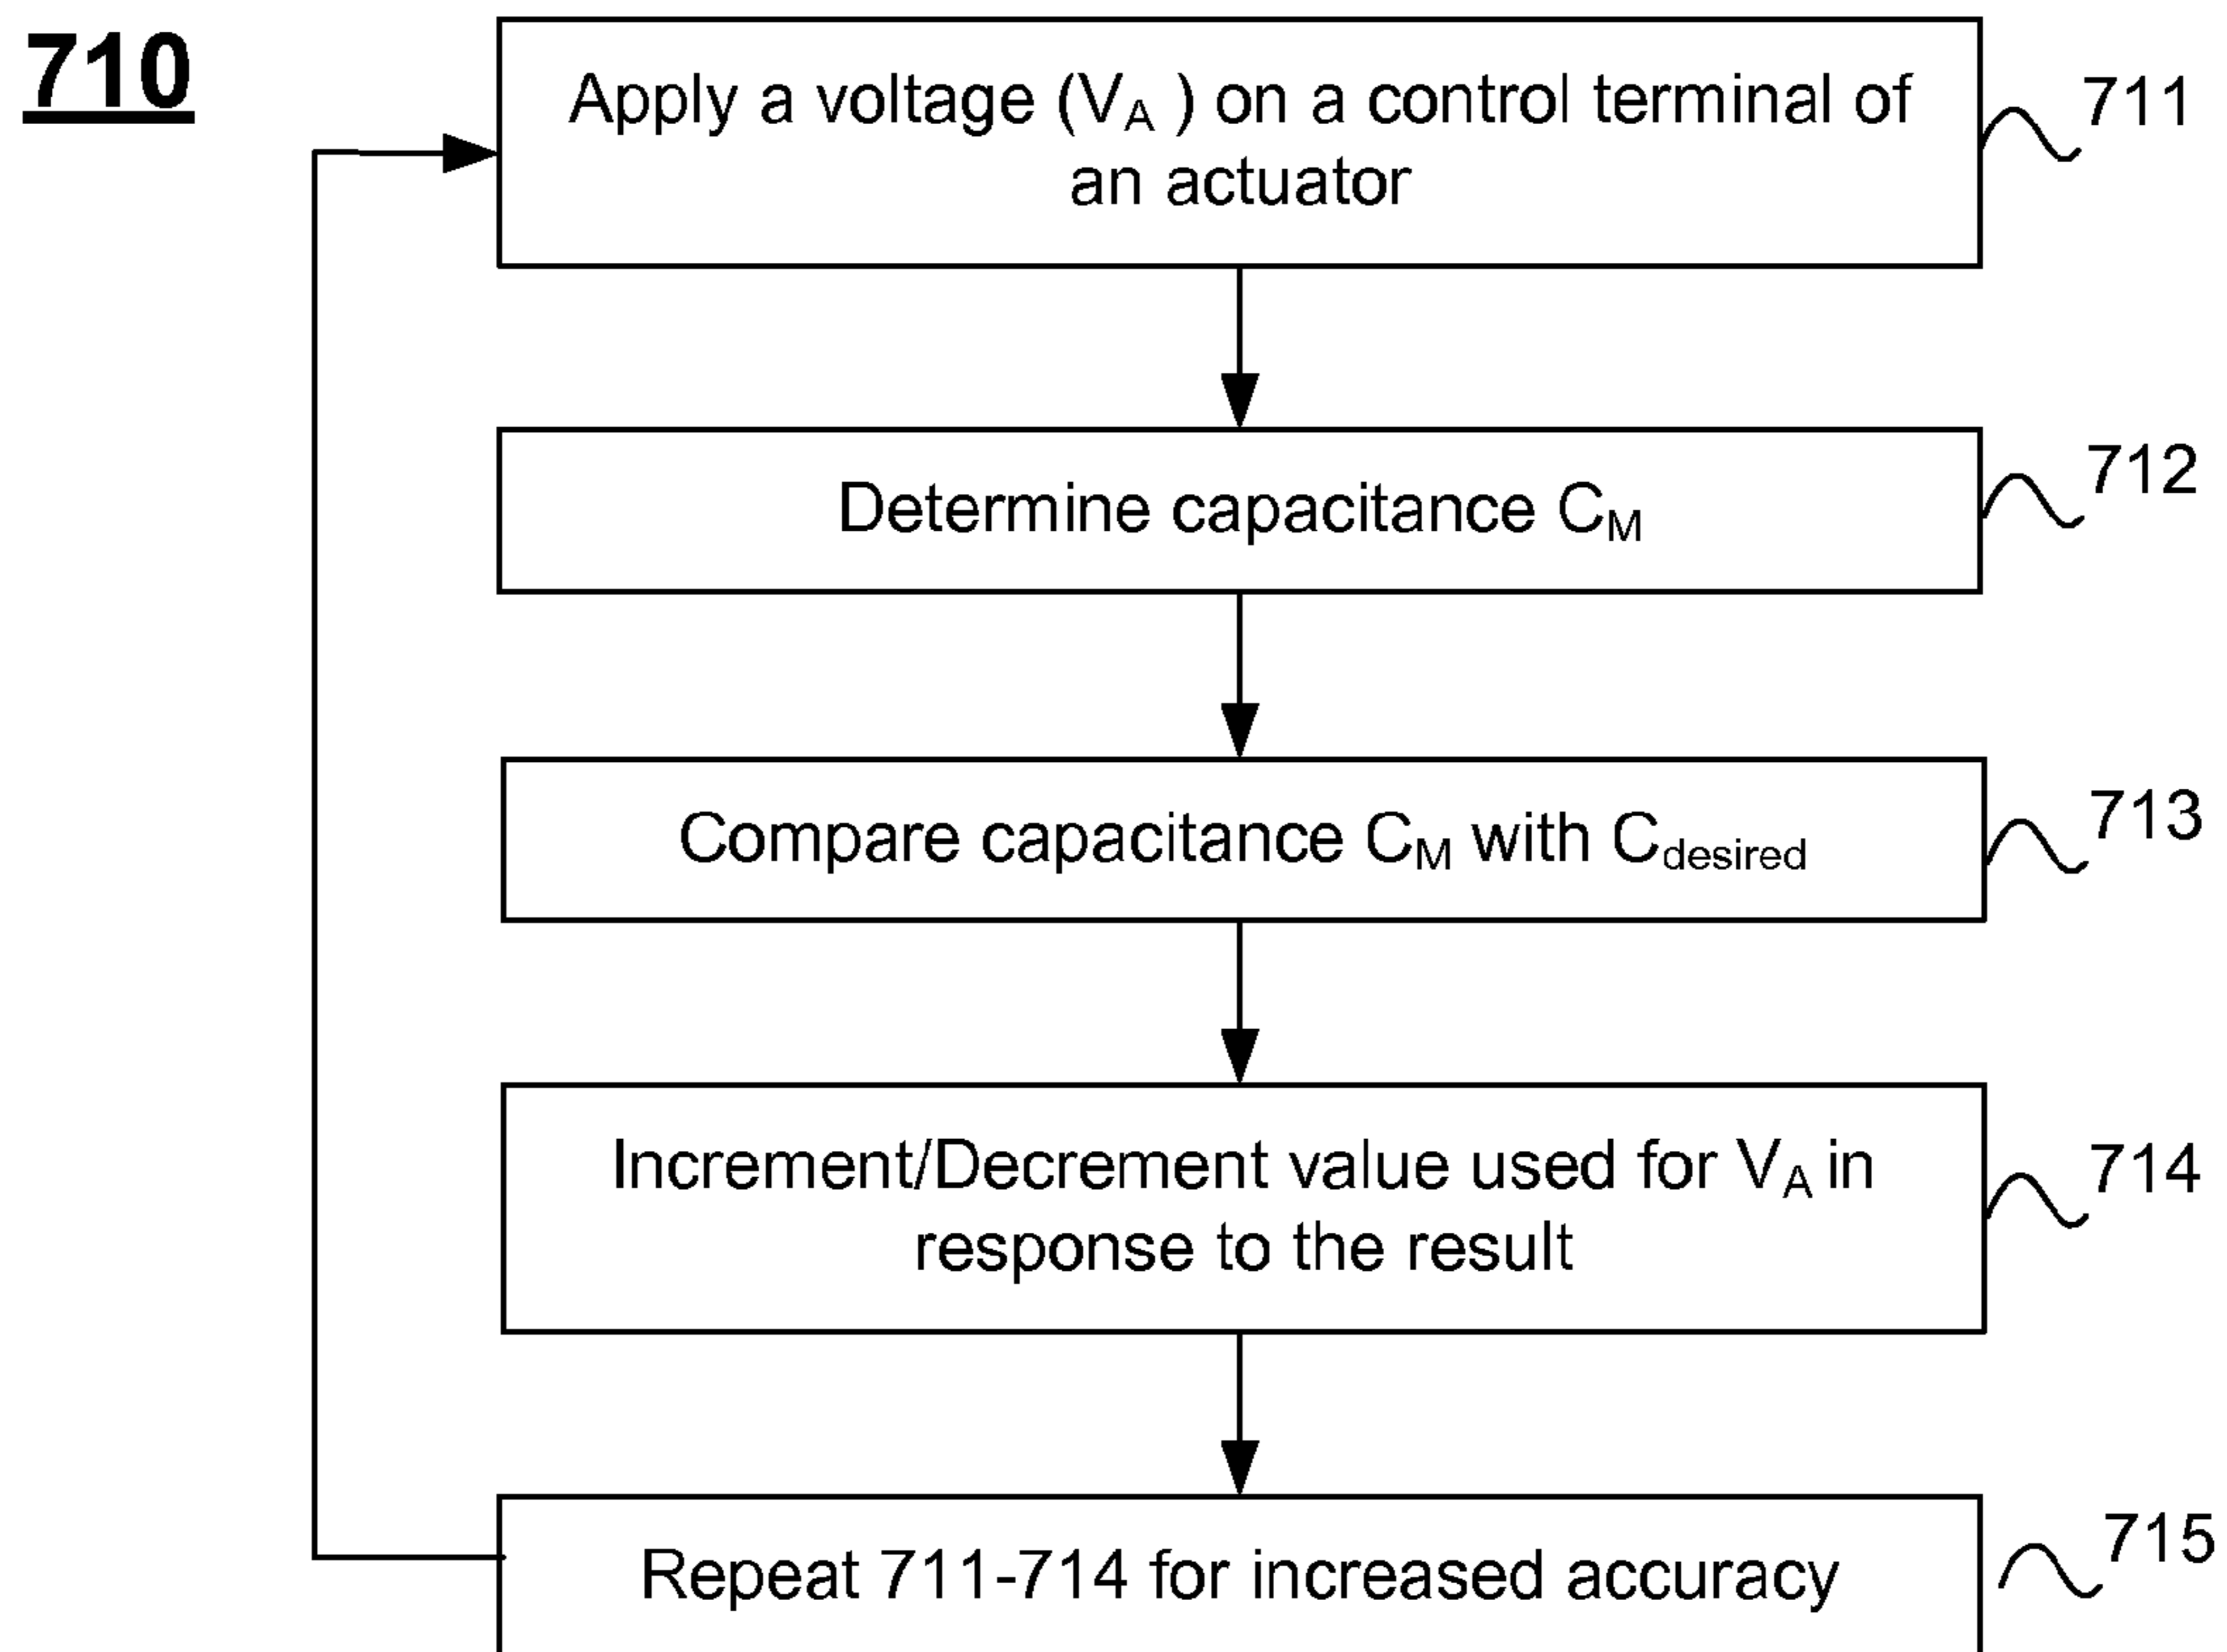 710
Apply a voltage (VA ) on a control terminal of
an actuator
711
Determine capacitance CM
712
Compare capacitance CM with Cdesired
713
Increment/Decrement value used for VA in
response to the result
714
Repeat 711-714 for increased accuracy
715